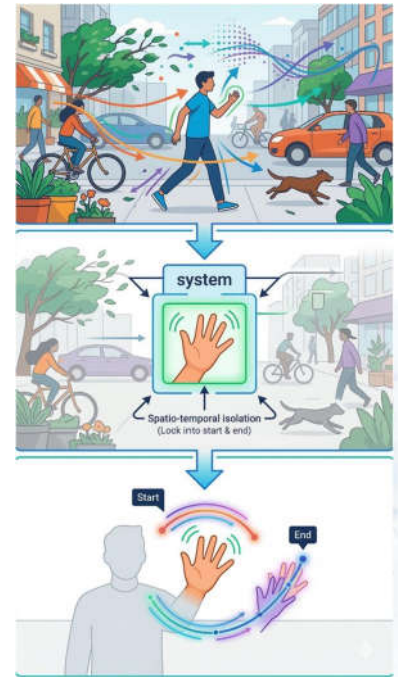 system
Spatio-temporal isolation
(Lock into start & end)
Start
End